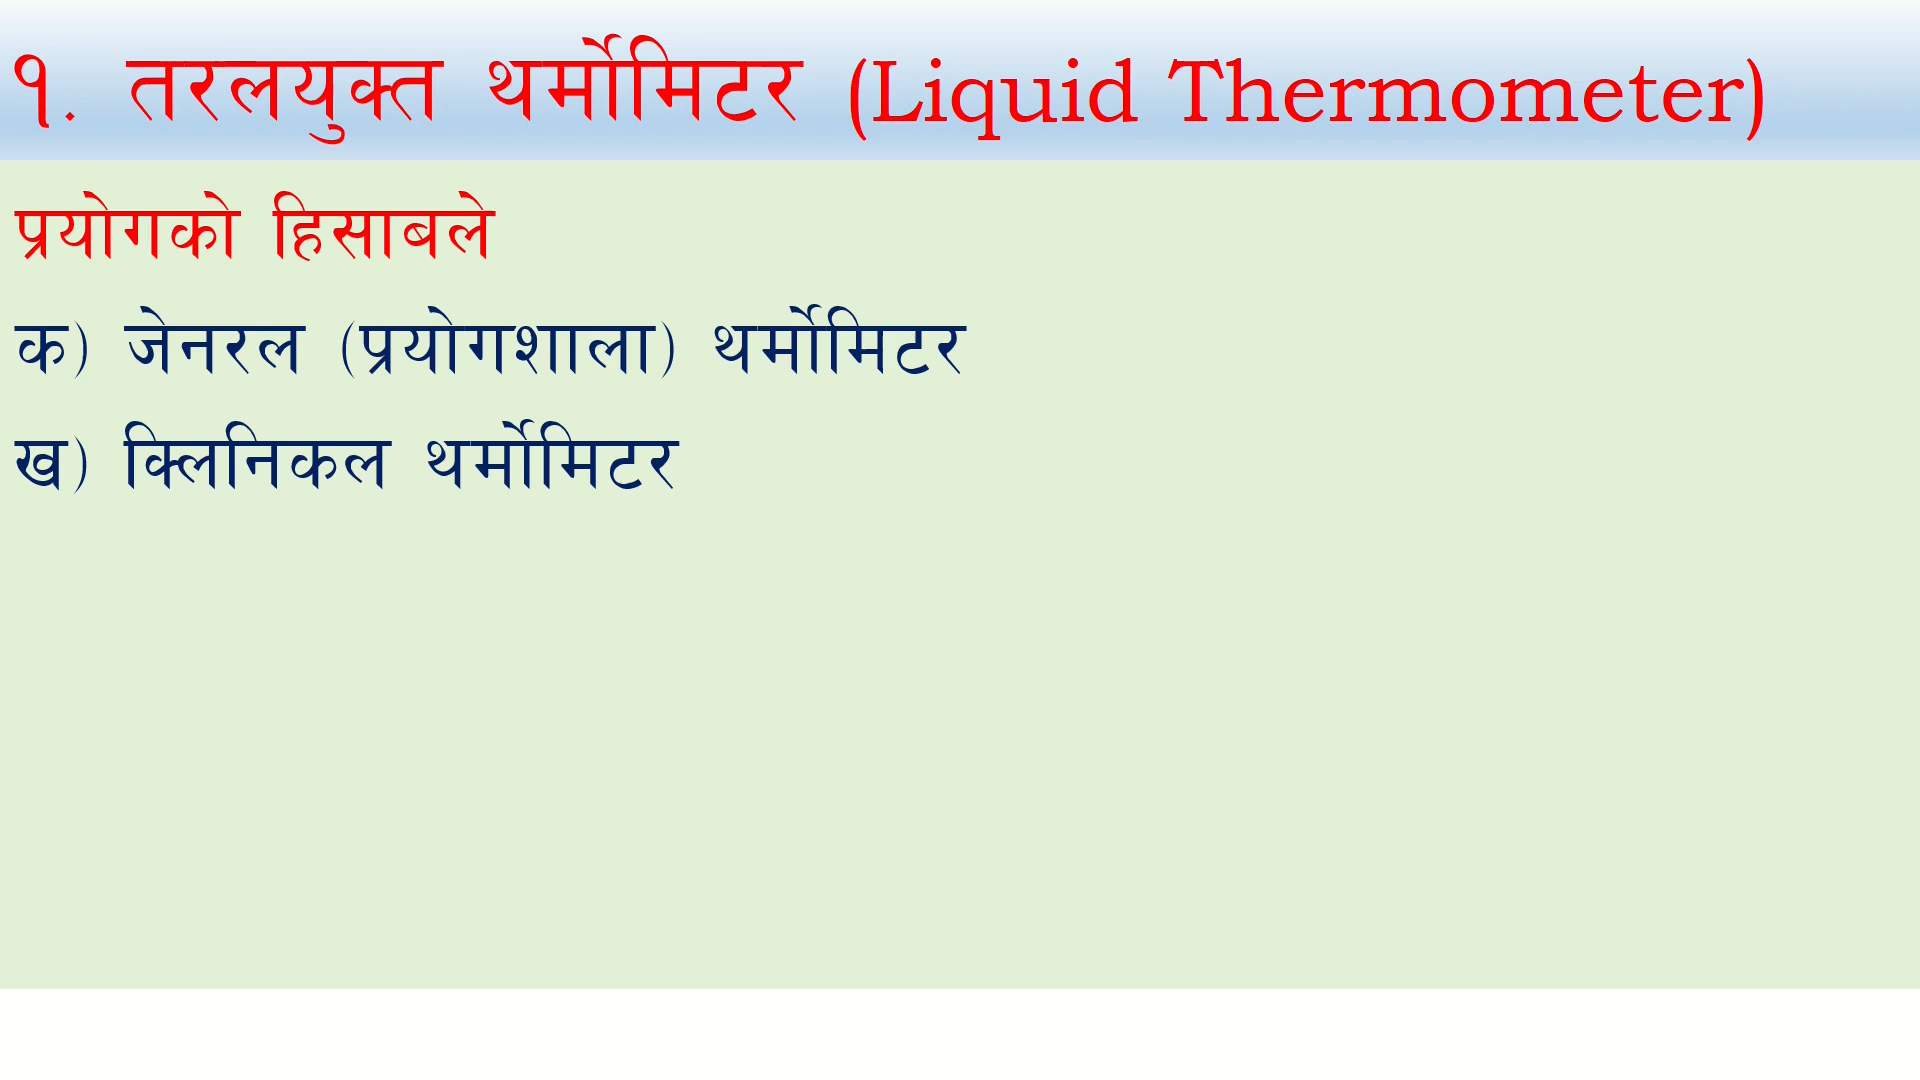 १. तरलयुक्त थर्मोमिटर (Liquid Thermometer)
प्रयोगको हिसाबले
क) जेनरल (प्रयोगशाला) थर्मोमिटर
ख) क्लिनिकल थर्मोमिटर